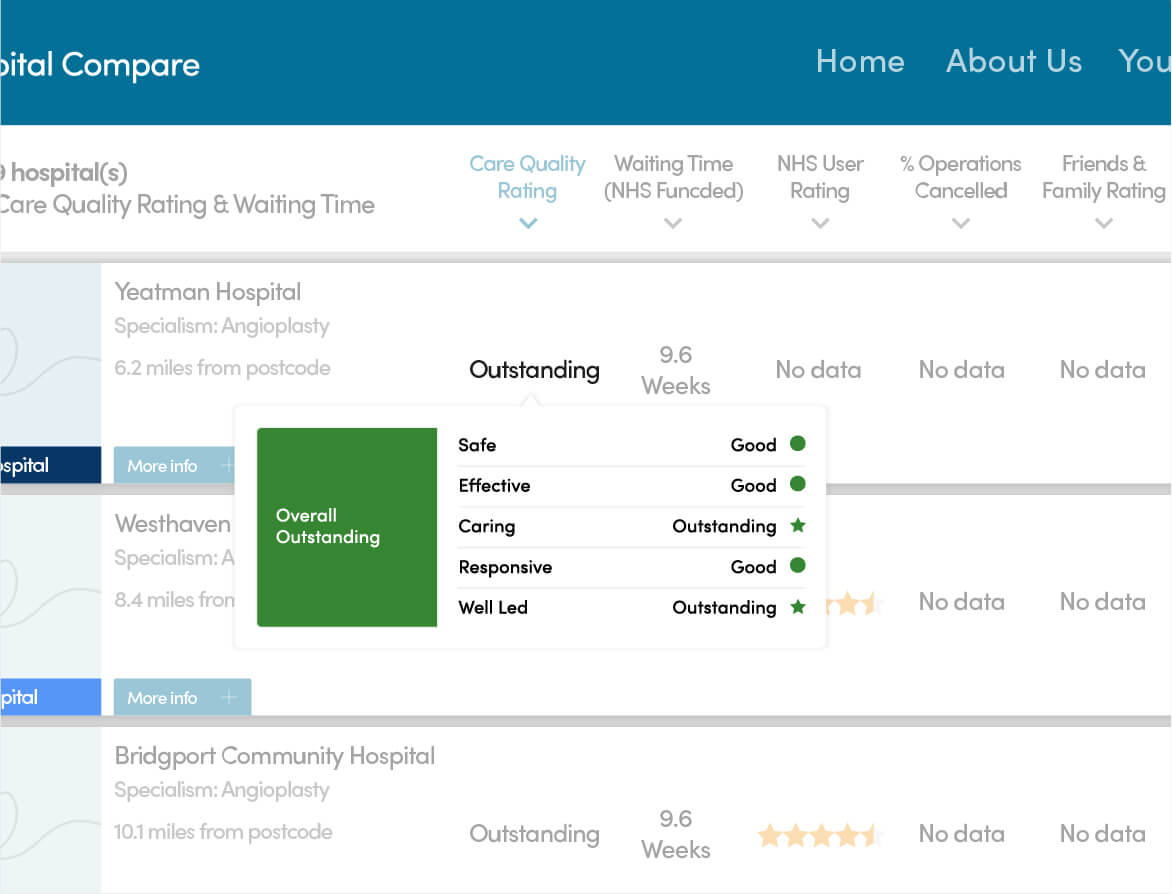 pital Compare
Home About Us You
9 hospital(s)
Care Quality Rating & Waiting Time
Care Quality
Rating
Waiting Time
(NHS Funcded)
NHS User
Rating
% Operations
Cancelled
Friends &
Family Rating
Yeatman Hospital
Specialism: Angioplasty
6.2 miles from postcode
Outstanding
9.6
Weeks
No data
No data
No data
ospital
More info +
Overall
Outstanding
Safe Good
Effective Good
Caring Outstanding
Responsive Good
Well Led Outstanding
Westhaven
Specialism: A
8.4 miles from
No data
No data
pital
More info +
Bridgport Community Hospital
Specialism: Angioplasty
10.1 miles from postcode
Outstanding
9.6
Weeks
No data
No data